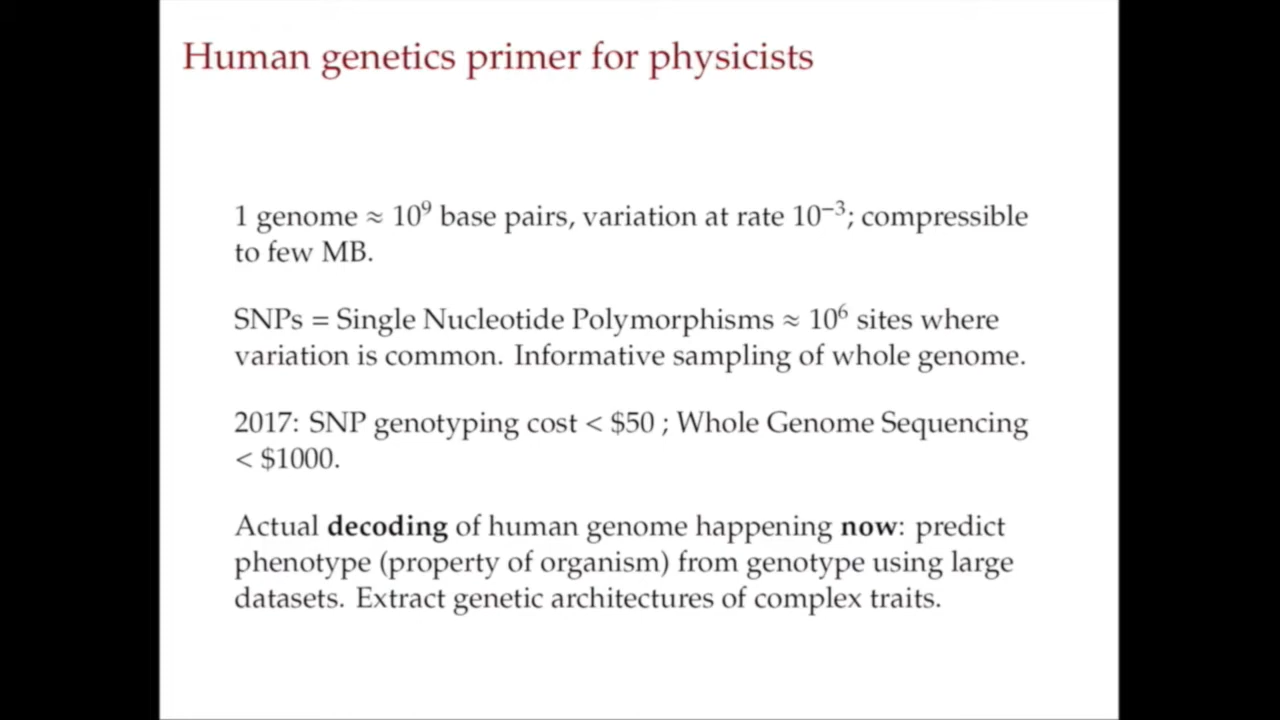 Human genetics primer for physicists
1 genome ≈ 10⁹ base pairs, variation at rate 10⁻³; compressible
to few MB.
SNPs = Single Nucleotide Polymorphisms ≈ 10⁶ sites where
variation is common. Informative sampling of whole genome.
2017: SNP genotyping cost < $50 ; Whole Genome Sequencing
< $1000.
Actual decoding of human genome happening now: predict
phenotype (property of organism) from genotype using large
datasets. Extract genetic architectures of complex traits.